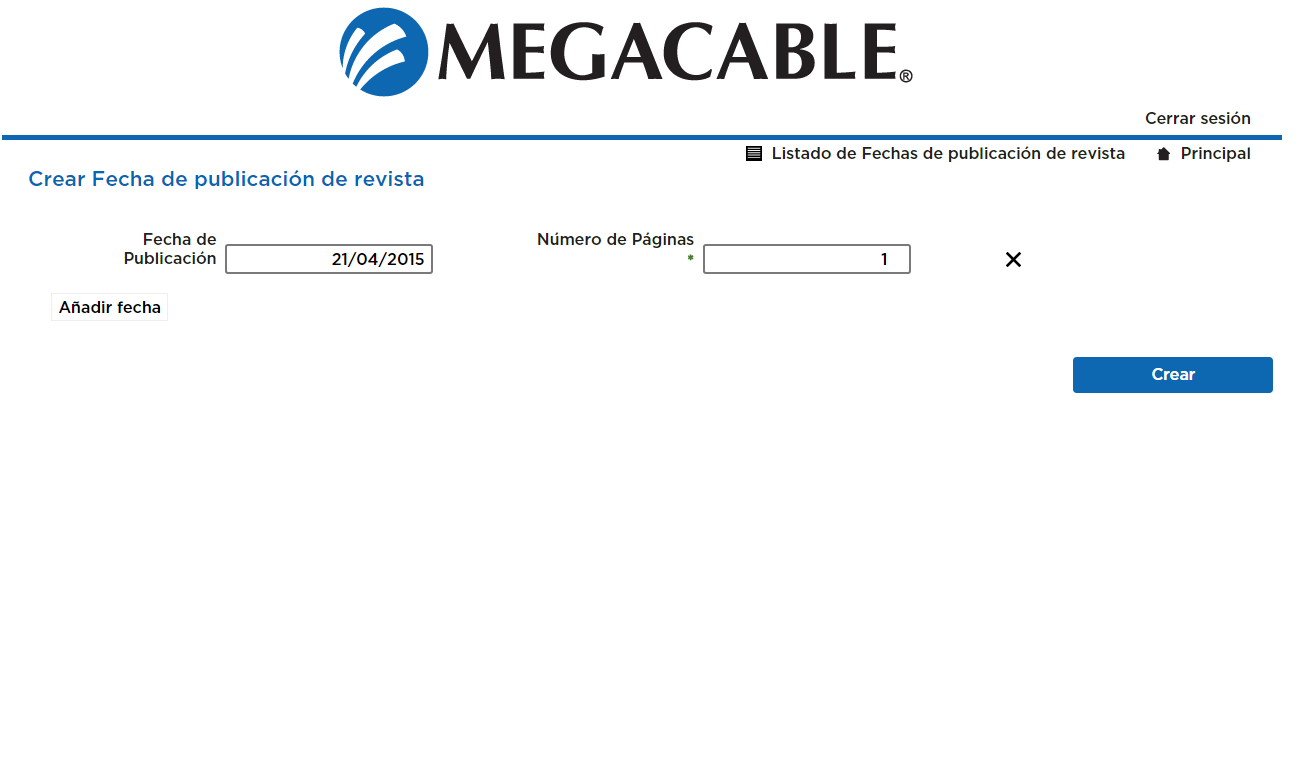 MEGACABLE®
Cerrar sesión
Listado de Fechas de publicación de revista Principal
Crear Fecha de publicación de revista
Fecha de Publicación 21/04/2015
Número de Páginas * 1
Añadir fecha
Crear